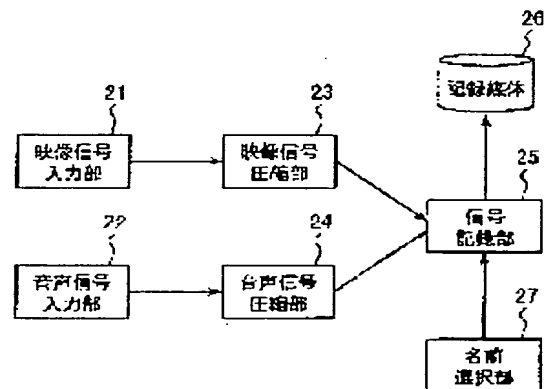 26
記録媒体
21
映像信号
入力部
23
映像信号
圧縮部
25
信号
記録部
22
音声信号
入力部
24
音声信号
圧縮部
27
名前
選択部